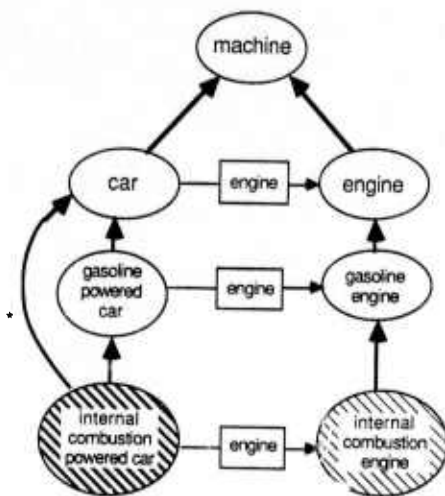 machine
car
engine
engine
gasoline
powered
car
engine
gasoline
engine
*
internal
combustion
powered car
engine
internal
combustion
engine